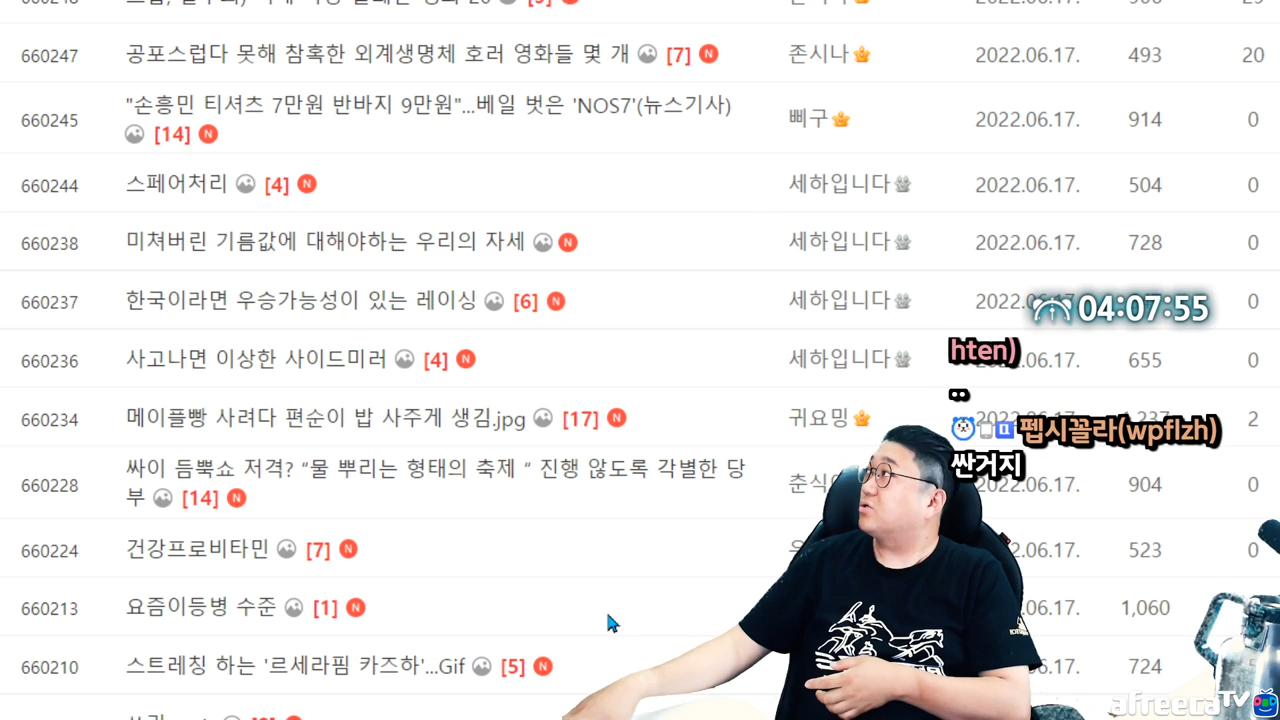 660247 공포스럽다 못해 참혹한 외계생명체 호러 영화들 몇 개 [7] N 존시나 2022.06.17. 493 20
660245 "손흥민 티셔츠 7만원 반바지 9만원"...베일 벗은 'NOS7'(뉴스기사)
[14] N 삐구 2022.06.17. 914 0
660244 스페어처리 [4] N 세하입니다 2022.06.17. 504 0
660238 미쳐버린 기름값에 대해야하는 우리의 자세 N 세하입니다 2022.06.17. 728 0
660237 한국이라면 우승가능성이 있는 레이싱 [6] N 세하입니다 2022 0
04:07:55
660236 사고나면 이상한 사이드미러 [4] N 세하입니다 655 0
hten)
..
660234 메이플빵 사려다 편순이 밥 사주게 생김.jpg [17] N 귀요밍 2
펩시꼴라(wpflzh)
싼거지
660228 싸이 듬뿍쇼 저격? “물 뿌리는 형태의 축제 “ 진행 않도록 각별한 당
부 [14] N 춘식 .17. 904 0
660224 건강프로비타민 [7] N 2.06.17. 523 0
660213 요즘이등병 수준 [1] N .06.17. 1,060
660210 스트레칭 하는 '르세라핌 카즈하'...Gif [5] N 6.17. 724
afreecaTV